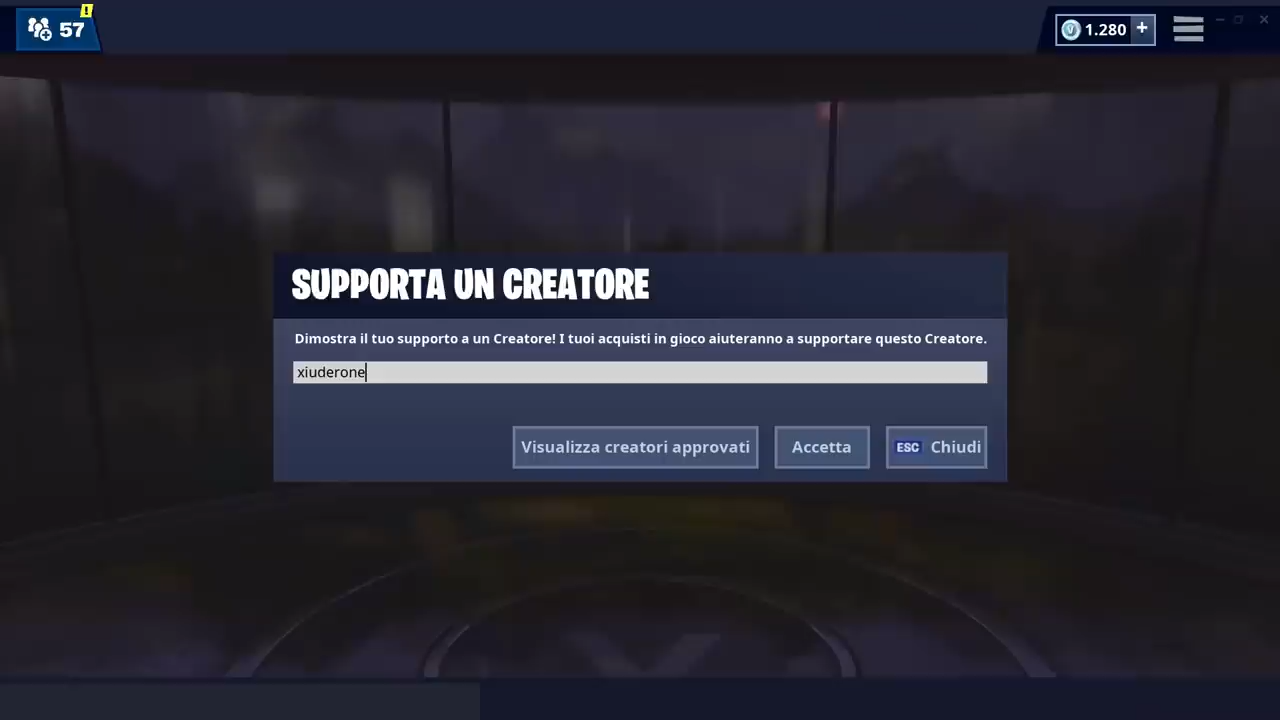 ! 57
1.280 +
SUPPORTA UN CREATORE
Dimostra il tuo supporto a un Creatore! I tuoi acquisti in gioco aiuteranno a supportare questo Creatore.
xiuderone
Visualizza creatori approvati
Accetta
ESC Chiudi